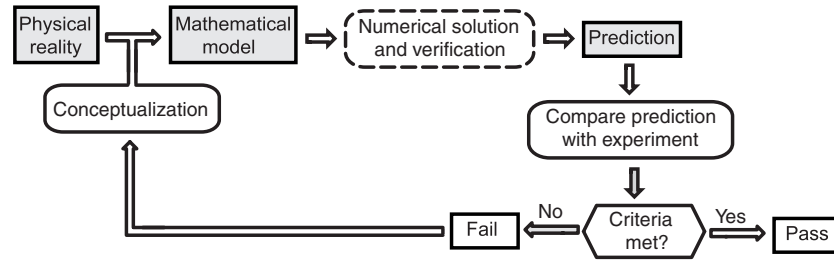 Physical
reality
Mathematical
model
Numerical solution
and verification
Prediction
Conceptualization
Compare prediction
with experiment
Fail
No
Criteria
met?
Yes
Pass